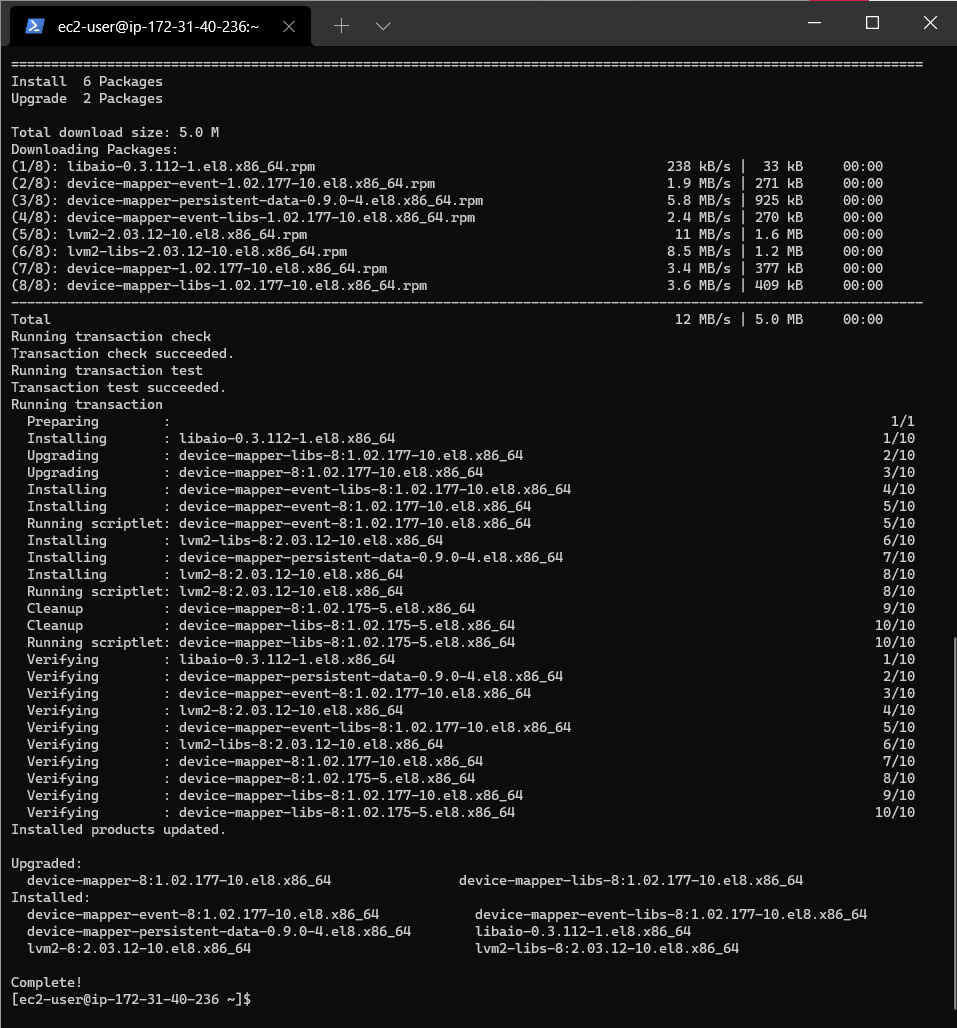 ec2-user@ip-172-31-40-236:~
==================================================================================================================
Install  6 Packages
Upgrade  2 Packages

Total download size: 5.0 M
Downloading Packages:
(1/8): libaio-0.3.112-1.el8.x86_64.rpm                                            238 kB/s |  33 kB     00:00
(2/8): device-mapper-event-1.02.177-10.el8.x86_64.rpm                             1.9 MB/s | 271 kB     00:00
(3/8): device-mapper-persistent-data-0.9.0-4.el8.x86_64.rpm                       5.8 MB/s | 925 kB     00:00
(4/8): device-mapper-event-libs-1.02.177-10.el8.x86_64.rpm                        2.4 MB/s | 270 kB     00:00
(5/8): lvm2-2.03.12-10.el8.x86_64.rpm                                              11 MB/s | 1.6 MB     00:00
(6/8): lvm2-libs-2.03.12-10.el8.x86_64.rpm                                        8.5 MB/s | 1.2 MB     00:00
(7/8): device-mapper-1.02.177-10.el8.x86_64.rpm                                   3.4 MB/s | 377 kB     00:00
(8/8): device-mapper-libs-1.02.177-10.el8.x86_64.rpm                              3.6 MB/s | 409 kB     00:00
------------------------------------------------------------------------------------------------------------------
Total                                                                              12 MB/s | 5.0 MB     00:00
Running transaction check
Transaction check succeeded.
Running transaction test
Transaction test succeeded.
Running transaction
  Preparing        :                                                                                          1/1
  Installing       : libaio-0.3.112-1.el8.x86_64                                                             1/10
  Upgrading        : device-mapper-libs-8:1.02.177-10.el8.x86_64                                             2/10
  Upgrading        : device-mapper-8:1.02.177-10.el8.x86_64                                                  3/10
  Installing       : device-mapper-event-libs-8:1.02.177-10.el8.x86_64                                       4/10
  Installing       : device-mapper-event-8:1.02.177-10.el8.x86_64                                            5/10
  Running scriptlet: device-mapper-event-8:1.02.177-10.el8.x86_64                                            5/10
  Installing       : lvm2-libs-8:2.03.12-10.el8.x86_64                                                       6/10
  Installing       : device-mapper-persistent-data-0.9.0-4.el8.x86_64                                        7/10
  Installing       : lvm2-8:2.03.12-10.el8.x86_64                                                            8/10
  Running scriptlet: lvm2-8:2.03.12-10.el8.x86_64                                                            8/10
  Cleanup          : device-mapper-8:1.02.175-5.el8.x86_64                                                   9/10
  Cleanup          : device-mapper-libs-8:1.02.175-5.el8.x86_64                                             10/10
  Running scriptlet: device-mapper-libs-8:1.02.175-5.el8.x86_64                                             10/10
  Verifying        : libaio-0.3.112-1.el8.x86_64                                                             1/10
  Verifying        : device-mapper-persistent-data-0.9.0-4.el8.x86_64                                        2/10
  Verifying        : device-mapper-event-8:1.02.177-10.el8.x86_64                                            3/10
  Verifying        : lvm2-8:2.03.12-10.el8.x86_64                                                            4/10
  Verifying        : device-mapper-event-libs-8:1.02.177-10.el8.x86_64                                       5/10
  Verifying        : lvm2-libs-8:2.03.12-10.el8.x86_64                                                       6/10
  Verifying        : device-mapper-8:1.02.177-10.el8.x86_64                                                  7/10
  Verifying        : device-mapper-8:1.02.175-5.el8.x86_64                                                   8/10
  Verifying        : device-mapper-libs-8:1.02.177-10.el8.x86_64                                             9/10
  Verifying        : device-mapper-libs-8:1.02.175-5.el8.x86_64                                             10/10
Installed products updated.

Upgraded:
  device-mapper-8:1.02.177-10.el8.x86_64                device-mapper-libs-8:1.02.177-10.el8.x86_64
Installed:
  device-mapper-event-8:1.02.177-10.el8.x86_64            device-mapper-event-libs-8:1.02.177-10.el8.x86_64
  device-mapper-persistent-data-0.9.0-4.el8.x86_64        libaio-0.3.112-1.el8.x86_64
  lvm2-8:2.03.12-10.el8.x86_64                            lvm2-libs-8:2.03.12-10.el8.x86_64

Complete!
[ec2-user@ip-172-31-40-236 ~]$